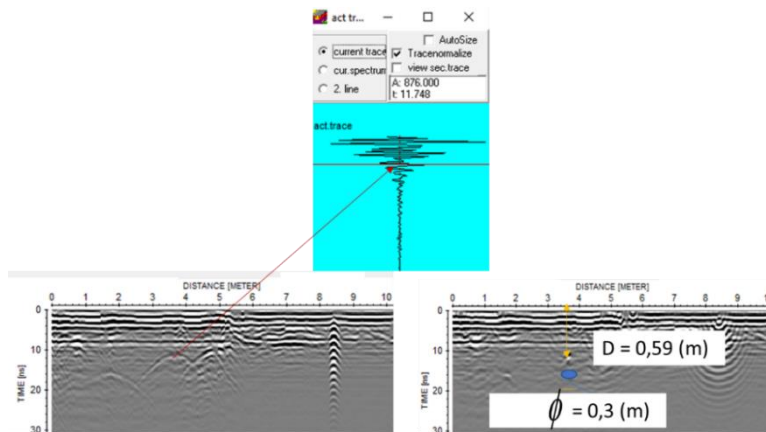 act tr...
AutoSize
current trace
Tracenormalize
cur.spectrum
view sec.trace
2. line
A: 876.000
t: 11.748
act.trace
DISTANCE [METER]
0 1 2 3 4 5 6 7 8 9 10
0
10
20
30
TIME [ns]
DISTANCE [METER]
0 1 2 3 4 5 6 7 8 9 10
0
10
20
30
TIME [ns]
D = 0,59 (m)
ϕ = 0,3 (m)